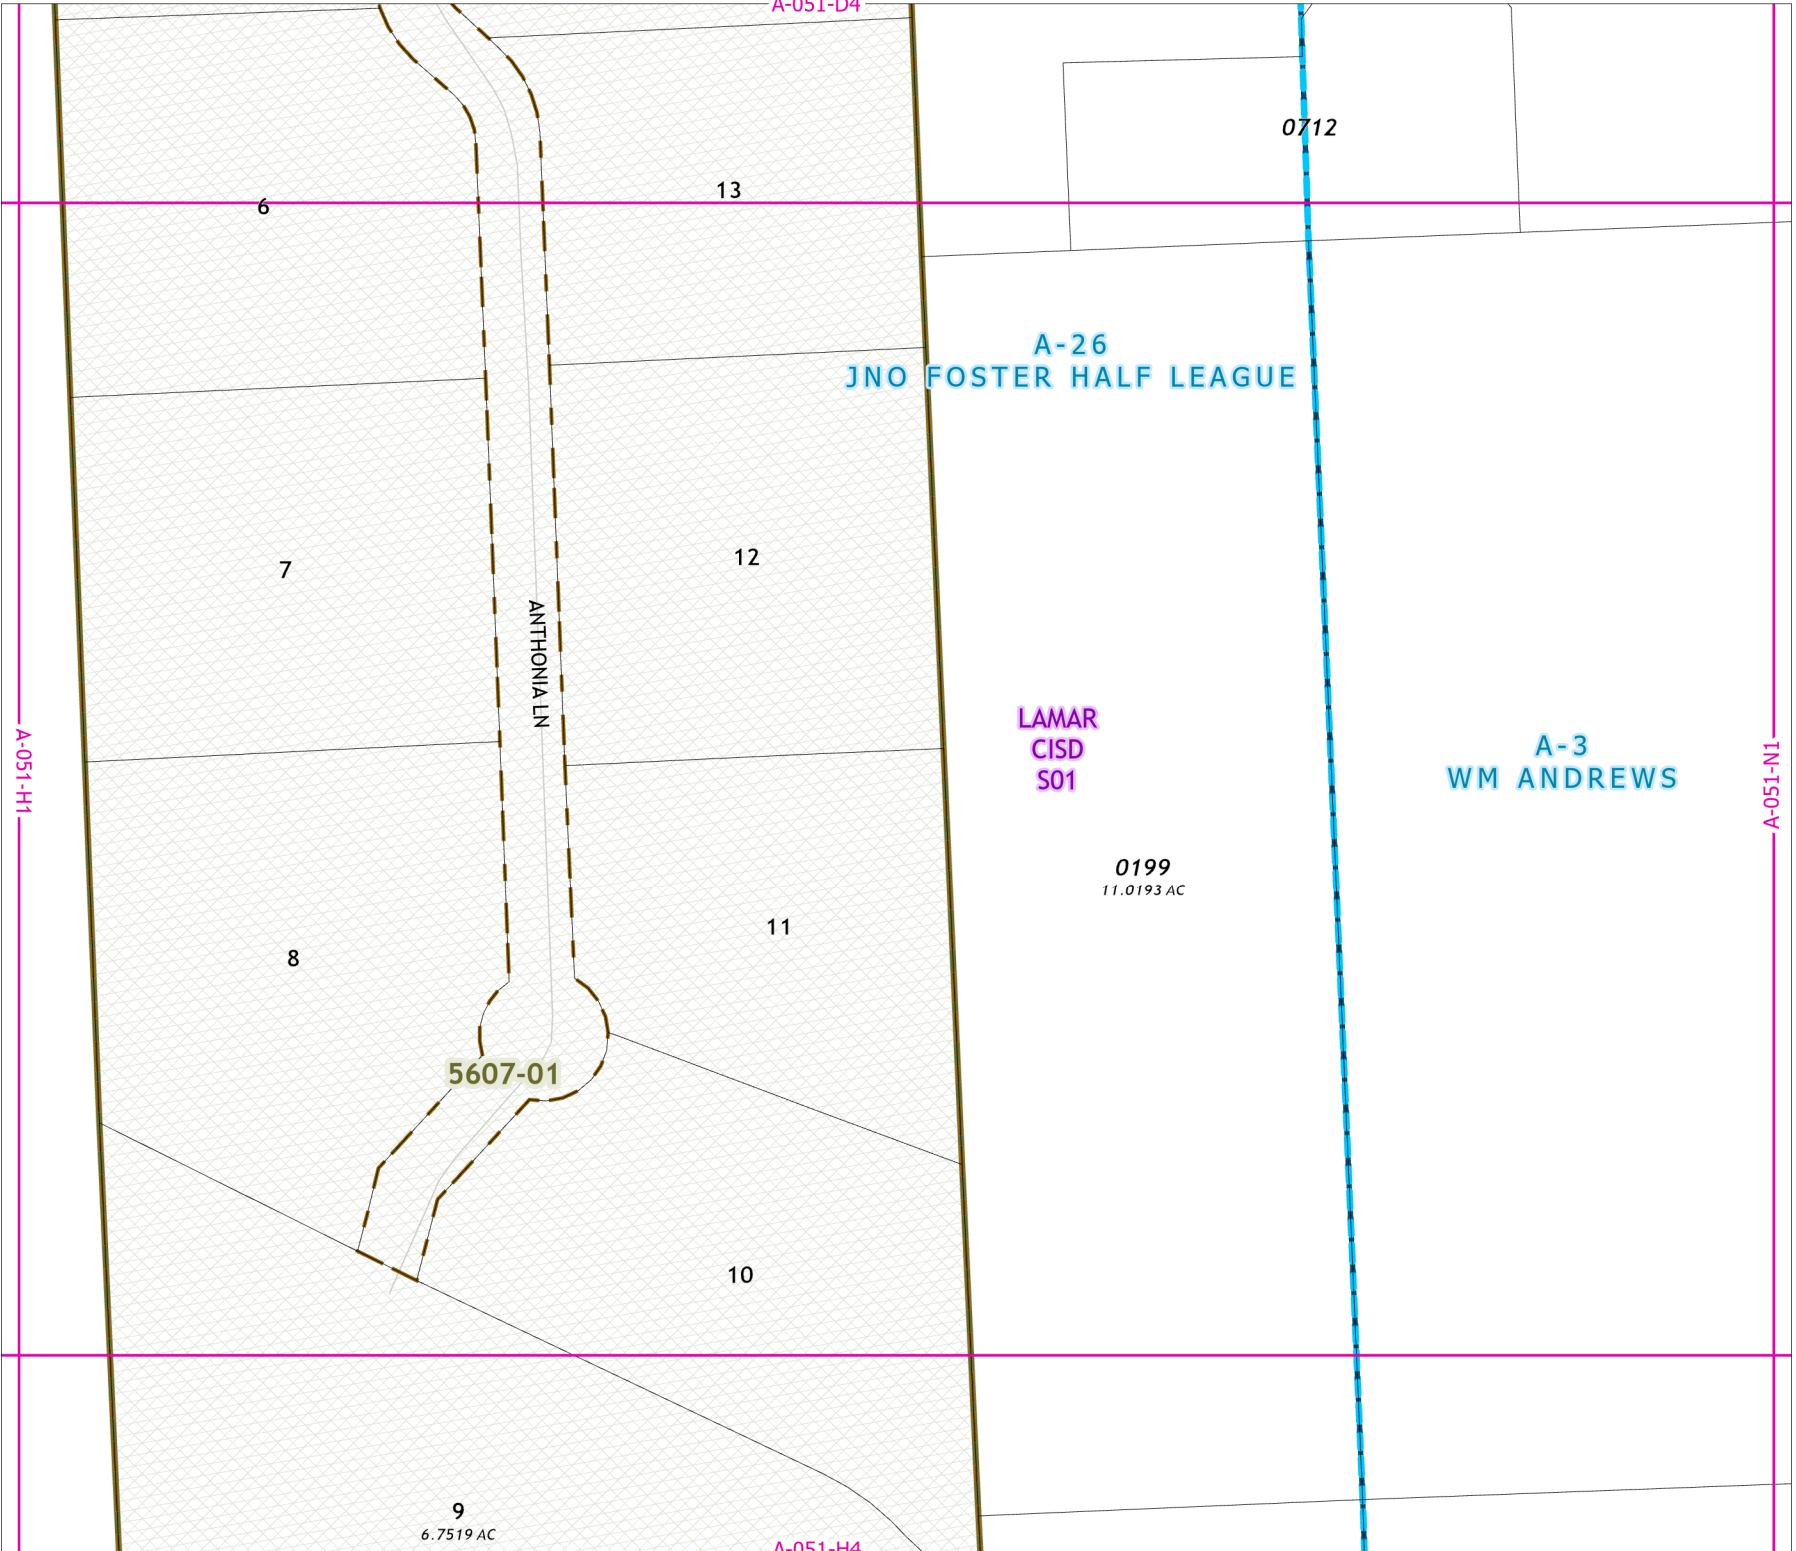 A-051-D4
0712
13
6
A-26
JNO FOSTER HALF LEAGUE
12
7
ANTHONIA LN
LAMAR
CISD
S01
A-3
WM ANDREWS
A-051-H1
A-051-N1
0199
11.0193 AC
11
8
5607-01
10
9
6.7519 AC
A-051-H4